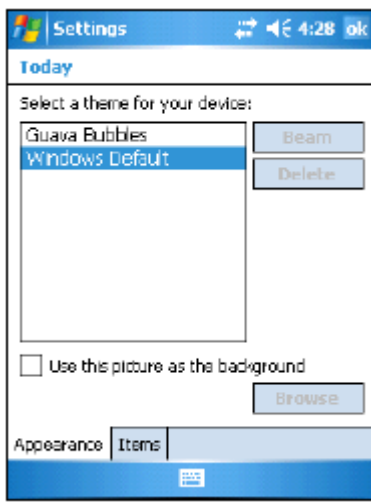 Settings 4:28 ok
Today
Select a theme for your device:
Guava Bubbles
Beam
Windows Default
Delete
Use this picture as the background
Browse
Appearance Items